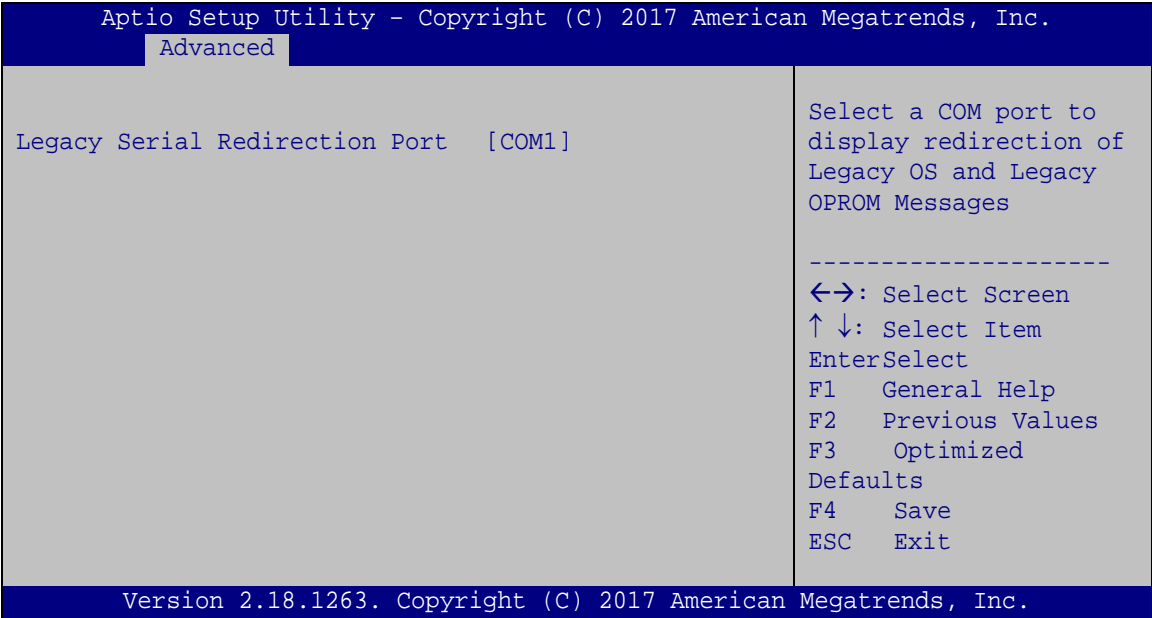 Aptio Setup Utility – Copyright (C) 2017 American Megatrends, Inc.
Advanced
Legacy Serial Redirection Port [COM1]
Select a COM port to
display redirection of
Legacy OS and Legacy
OPROM Messages
---------------------
←→: Select Screen
↑ ↓: Select Item
EnterSelect
F1 General Help
F2 Previous Values
F3 Optimized
Defaults
F4 Save
ESC Exit
Version 2.18.1263. Copyright (C) 2017 American Megatrends, Inc.